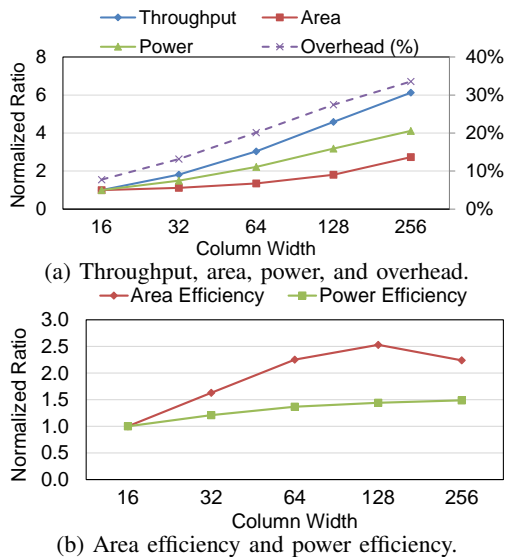 Throughput Area
Power Overhead (%)
8 40%
6 30%
4 20%
2 10%
0 0%
Normalized Ratio
16 32 64 128 256
Column Width
(a) Throughput, area, power, and overhead.
Area Efficiency Power Efficiency
3.0
2.5
2.0
1.5
1.0
0.5
0.0
Normalized Ratio
16 32 64 128 256
Column Width
(b) Area efficiency and power efficiency.